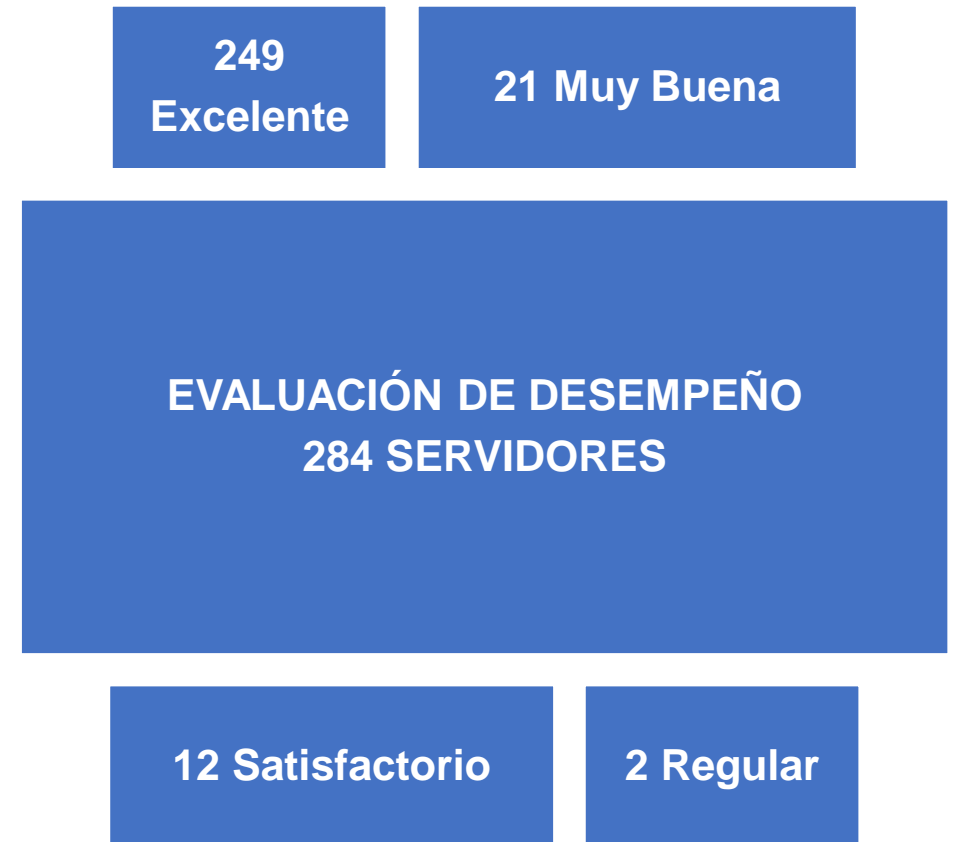 249
Excelente
21 Muy Buena
EVALUACIÓN DE DESEMPEÑO
284 SERVIDORES
12 Satisfactorio
2 Regular